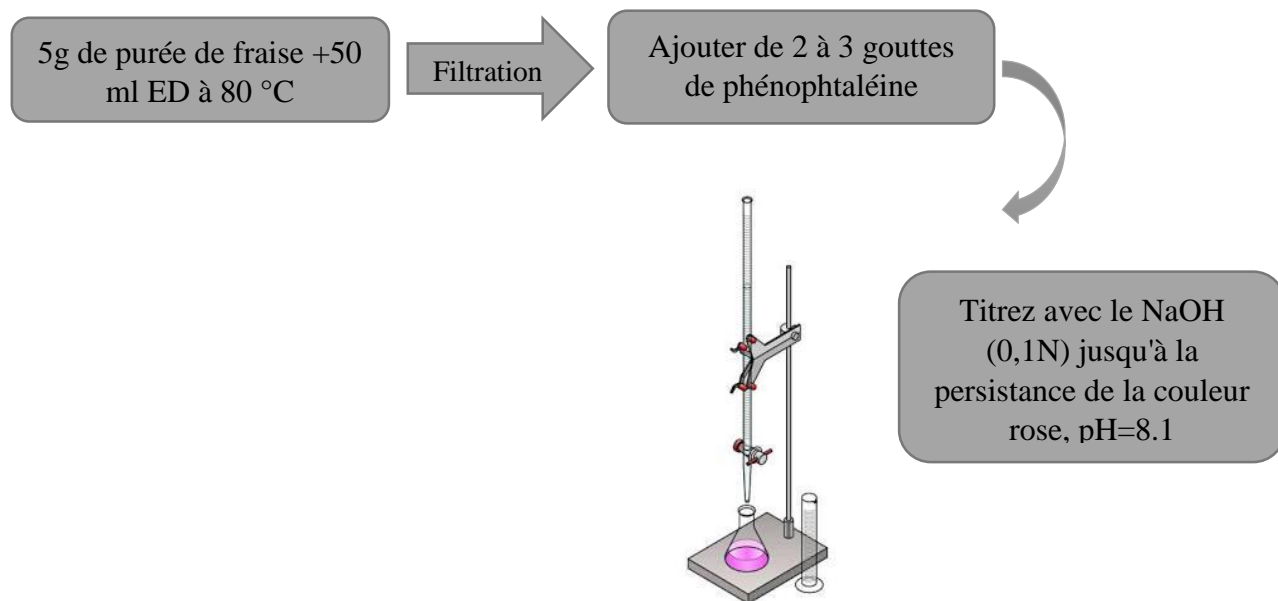 5g de purée de fraise +50
ml ED à 80 °C
Filtration
Ajouter de 2 à 3 gouttes
de phénophtaléine
Titrez avec le NaOH
(0,1N) jusqu'à la
persistance de la couleur
rose, pH=8.1